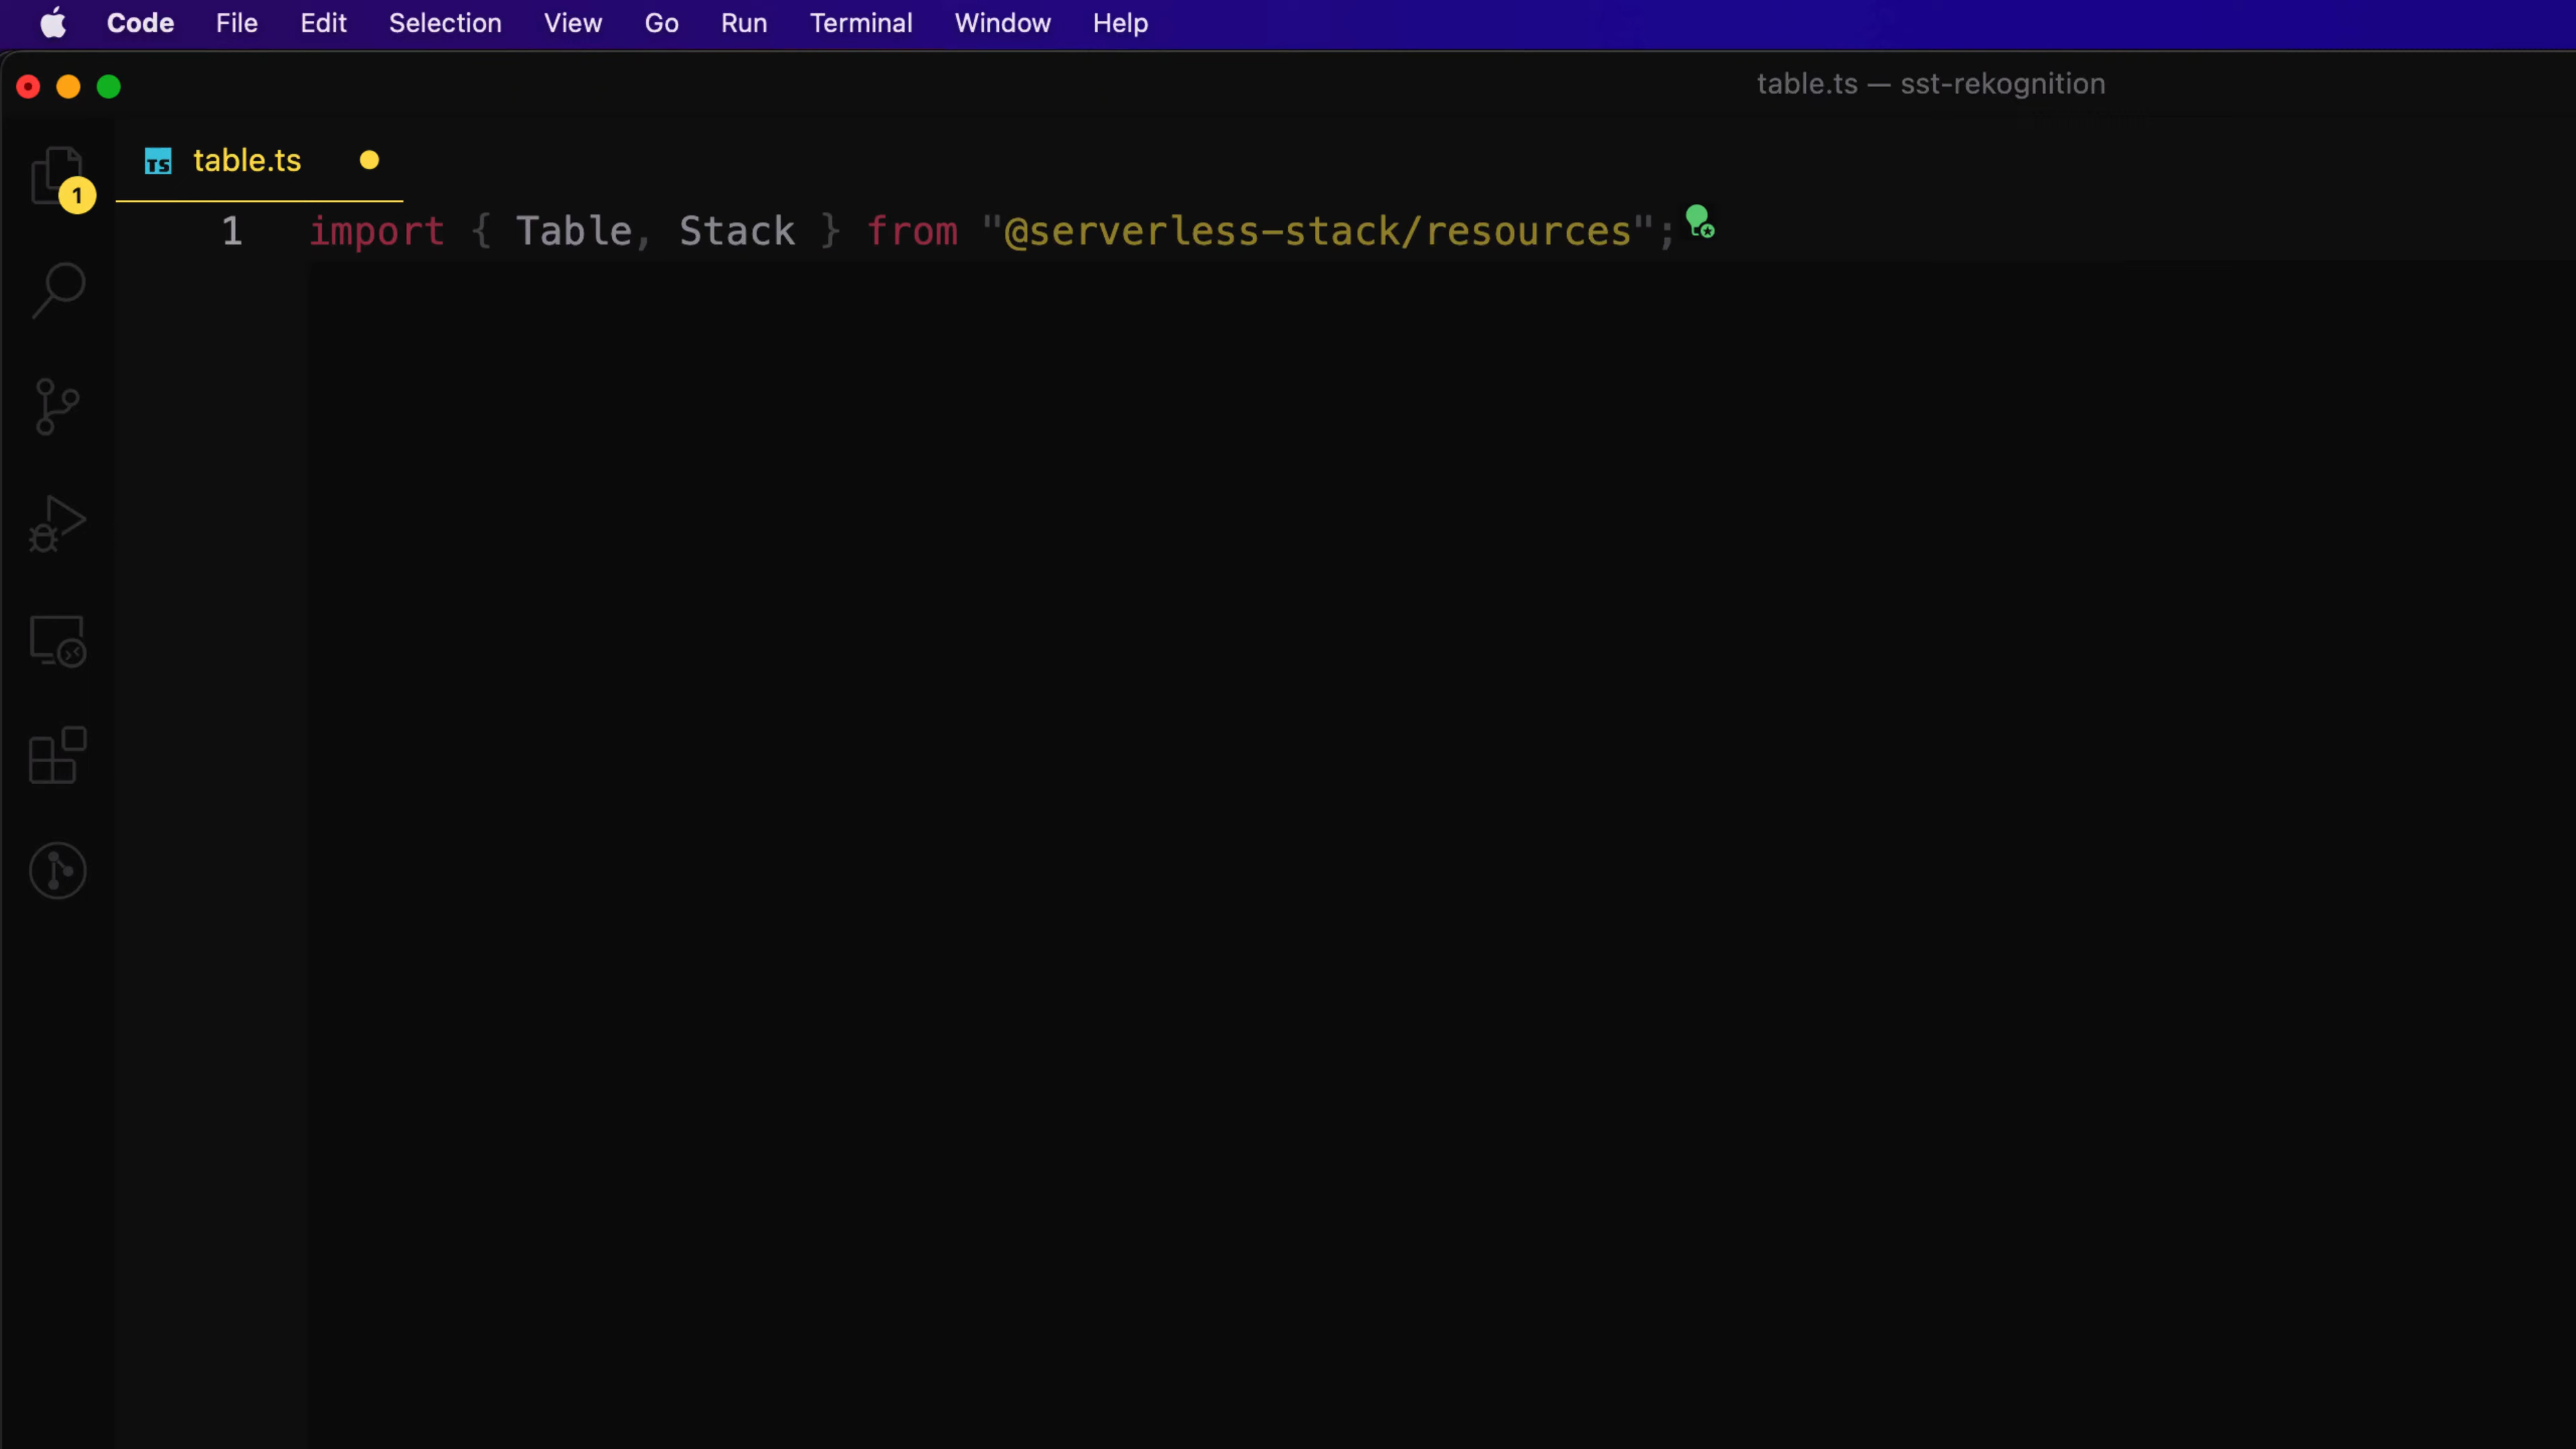 Code File Edit Selection View Go Run Terminal Window Help
table.ts — sst-rekognition
TS table.ts
1
1 import { Table, Stack } from "@serverless-stack/resources";